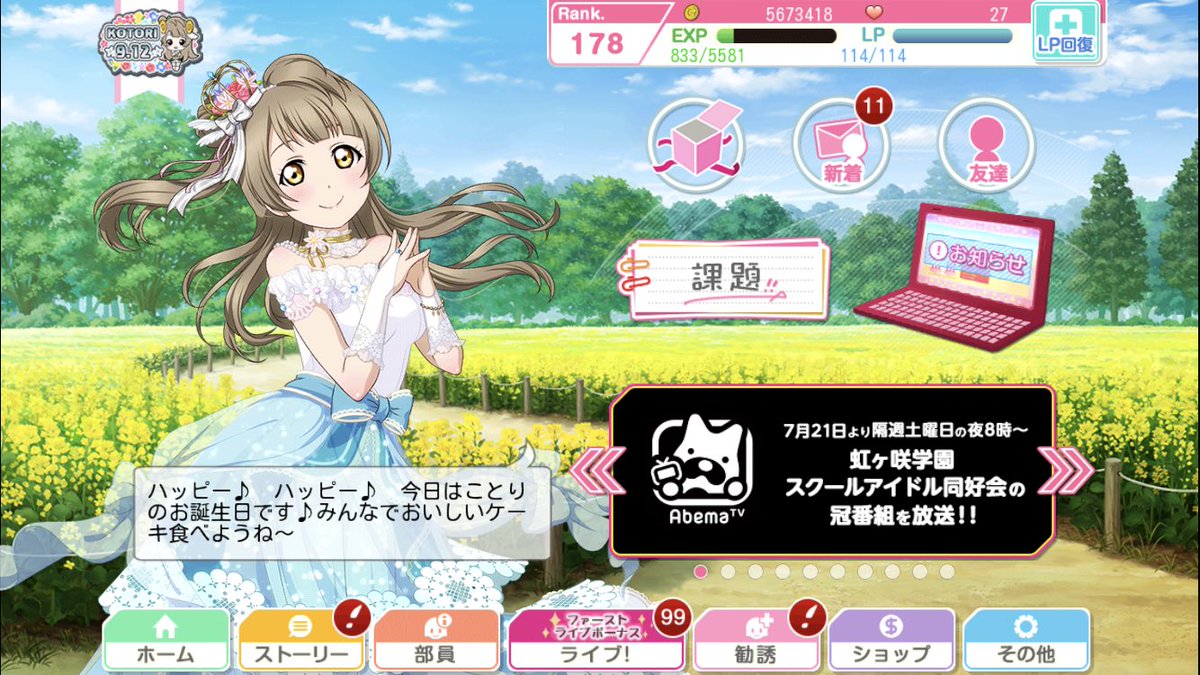 KOTORI
9.12
Rank.
178
5673418
27
EXP
833/5581
LP
114/114
LP回復
11
新着
友達
課題!!
!お知らせ
7月21日より隔週土曜日の夜8時～
虹ヶ咲学園
スクールアイドル同好会の
冠番組を放送!!
AbemaTV
ハッピー♪ ハッピー♪ 今日はことり
のお誕生日です♪みんなでおいしいケー
キ食べようね～
ホーム
ストーリー
!
部員
ファースト
ライブボーナス
99
ライブ!
勧誘
!
$
ショップ
その他